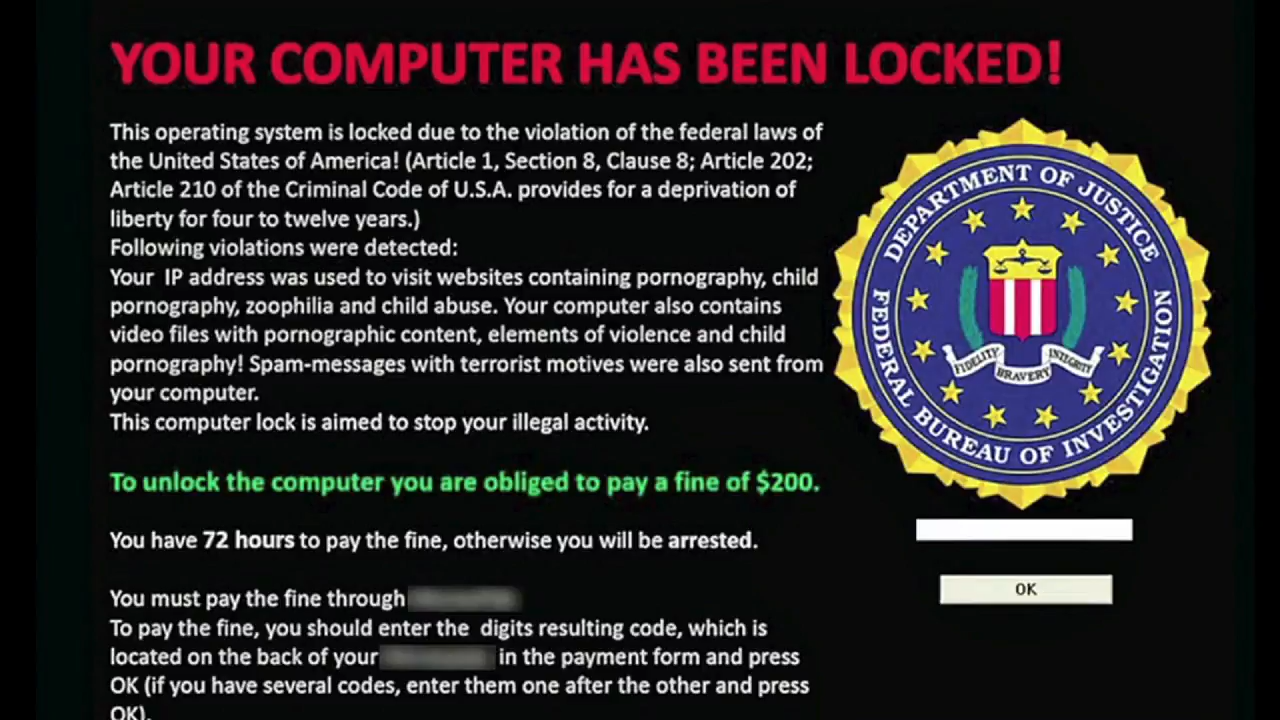 YOUR COMPUTER HAS BEEN LOCKED!
This operating system is locked due to the violation of the federal laws of
the United States of America! (Article 1, Section 8, Clause 8; Article 202;
Article 210 of the Criminal Code of U.S.A. provides for a deprivation of
liberty for four to twelve years.)
Following violations were detected:
Your IP address was used to visit websites containing pornography, child
pornography, zoophilia and child abuse. Your computer also contains
video files with pornographic content, elements of violence and child
pornography! Spam-messages with terrorist motives were also sent from
your computer.
This computer lock is aimed to stop your illegal activity.
To unlock the computer you are obliged to pay a fine of $200.
You have 72 hours to pay the fine, otherwise you will be arrested.
You must pay the fine through
To pay the fine, you should enter the digits resulting code, which is
located on the back of your in the payment form and press
OK (if you have several codes, enter them one after the other and press
OK).
DEPARTMENT OF JUSTICE
FIDELITY
BRAVERY
INTEGRITY
FEDERAL BUREAU OF INVESTIGATION
OK